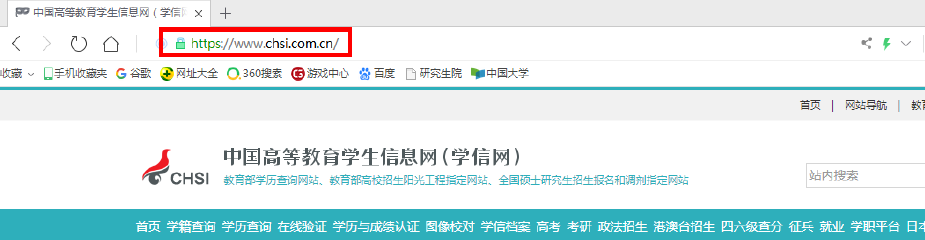 中国高等教育学生信息网（学信网
https://www.chsi.com.cn/
收藏 手机收藏夹 谷歌 网址大全 360搜索 游戏中心 百度 研究生院 中国大学
首页 | 网站导航 | 教育
中国高等教育学生信息网（学信网）
CHSI
教育部学历查询网站、教育部高校招生阳光工程指定网站、全国硕士研究生招生报名和调剂指定网站
站内搜索
首页 学籍查询 学历查询 在线验证 学历与成绩认证 图像校对 学信档案 高考 考研 政法招生 港澳台招生 四六级查分 征兵 就业 学职平台 日本